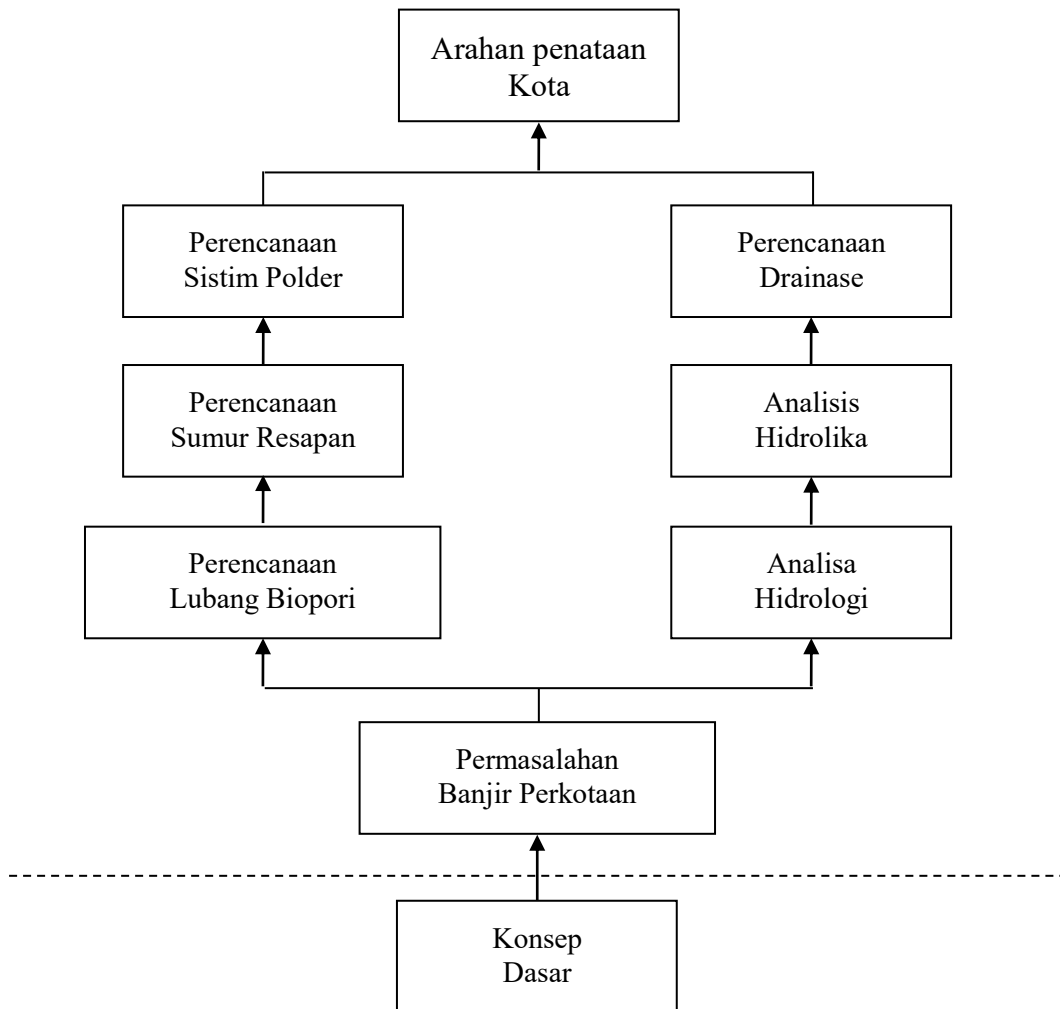 Arahan penataan
Kota
Perencanaan
Sistim Polder
Perencanaan
Drainase
Perencanaan
Sumur Resapan
Analisis
Hidrolika
Perencanaan
Lubang Biopori
Analisa
Hidrologi
Permasalahan
Banjir Perkotaan
Konsep
Dasar